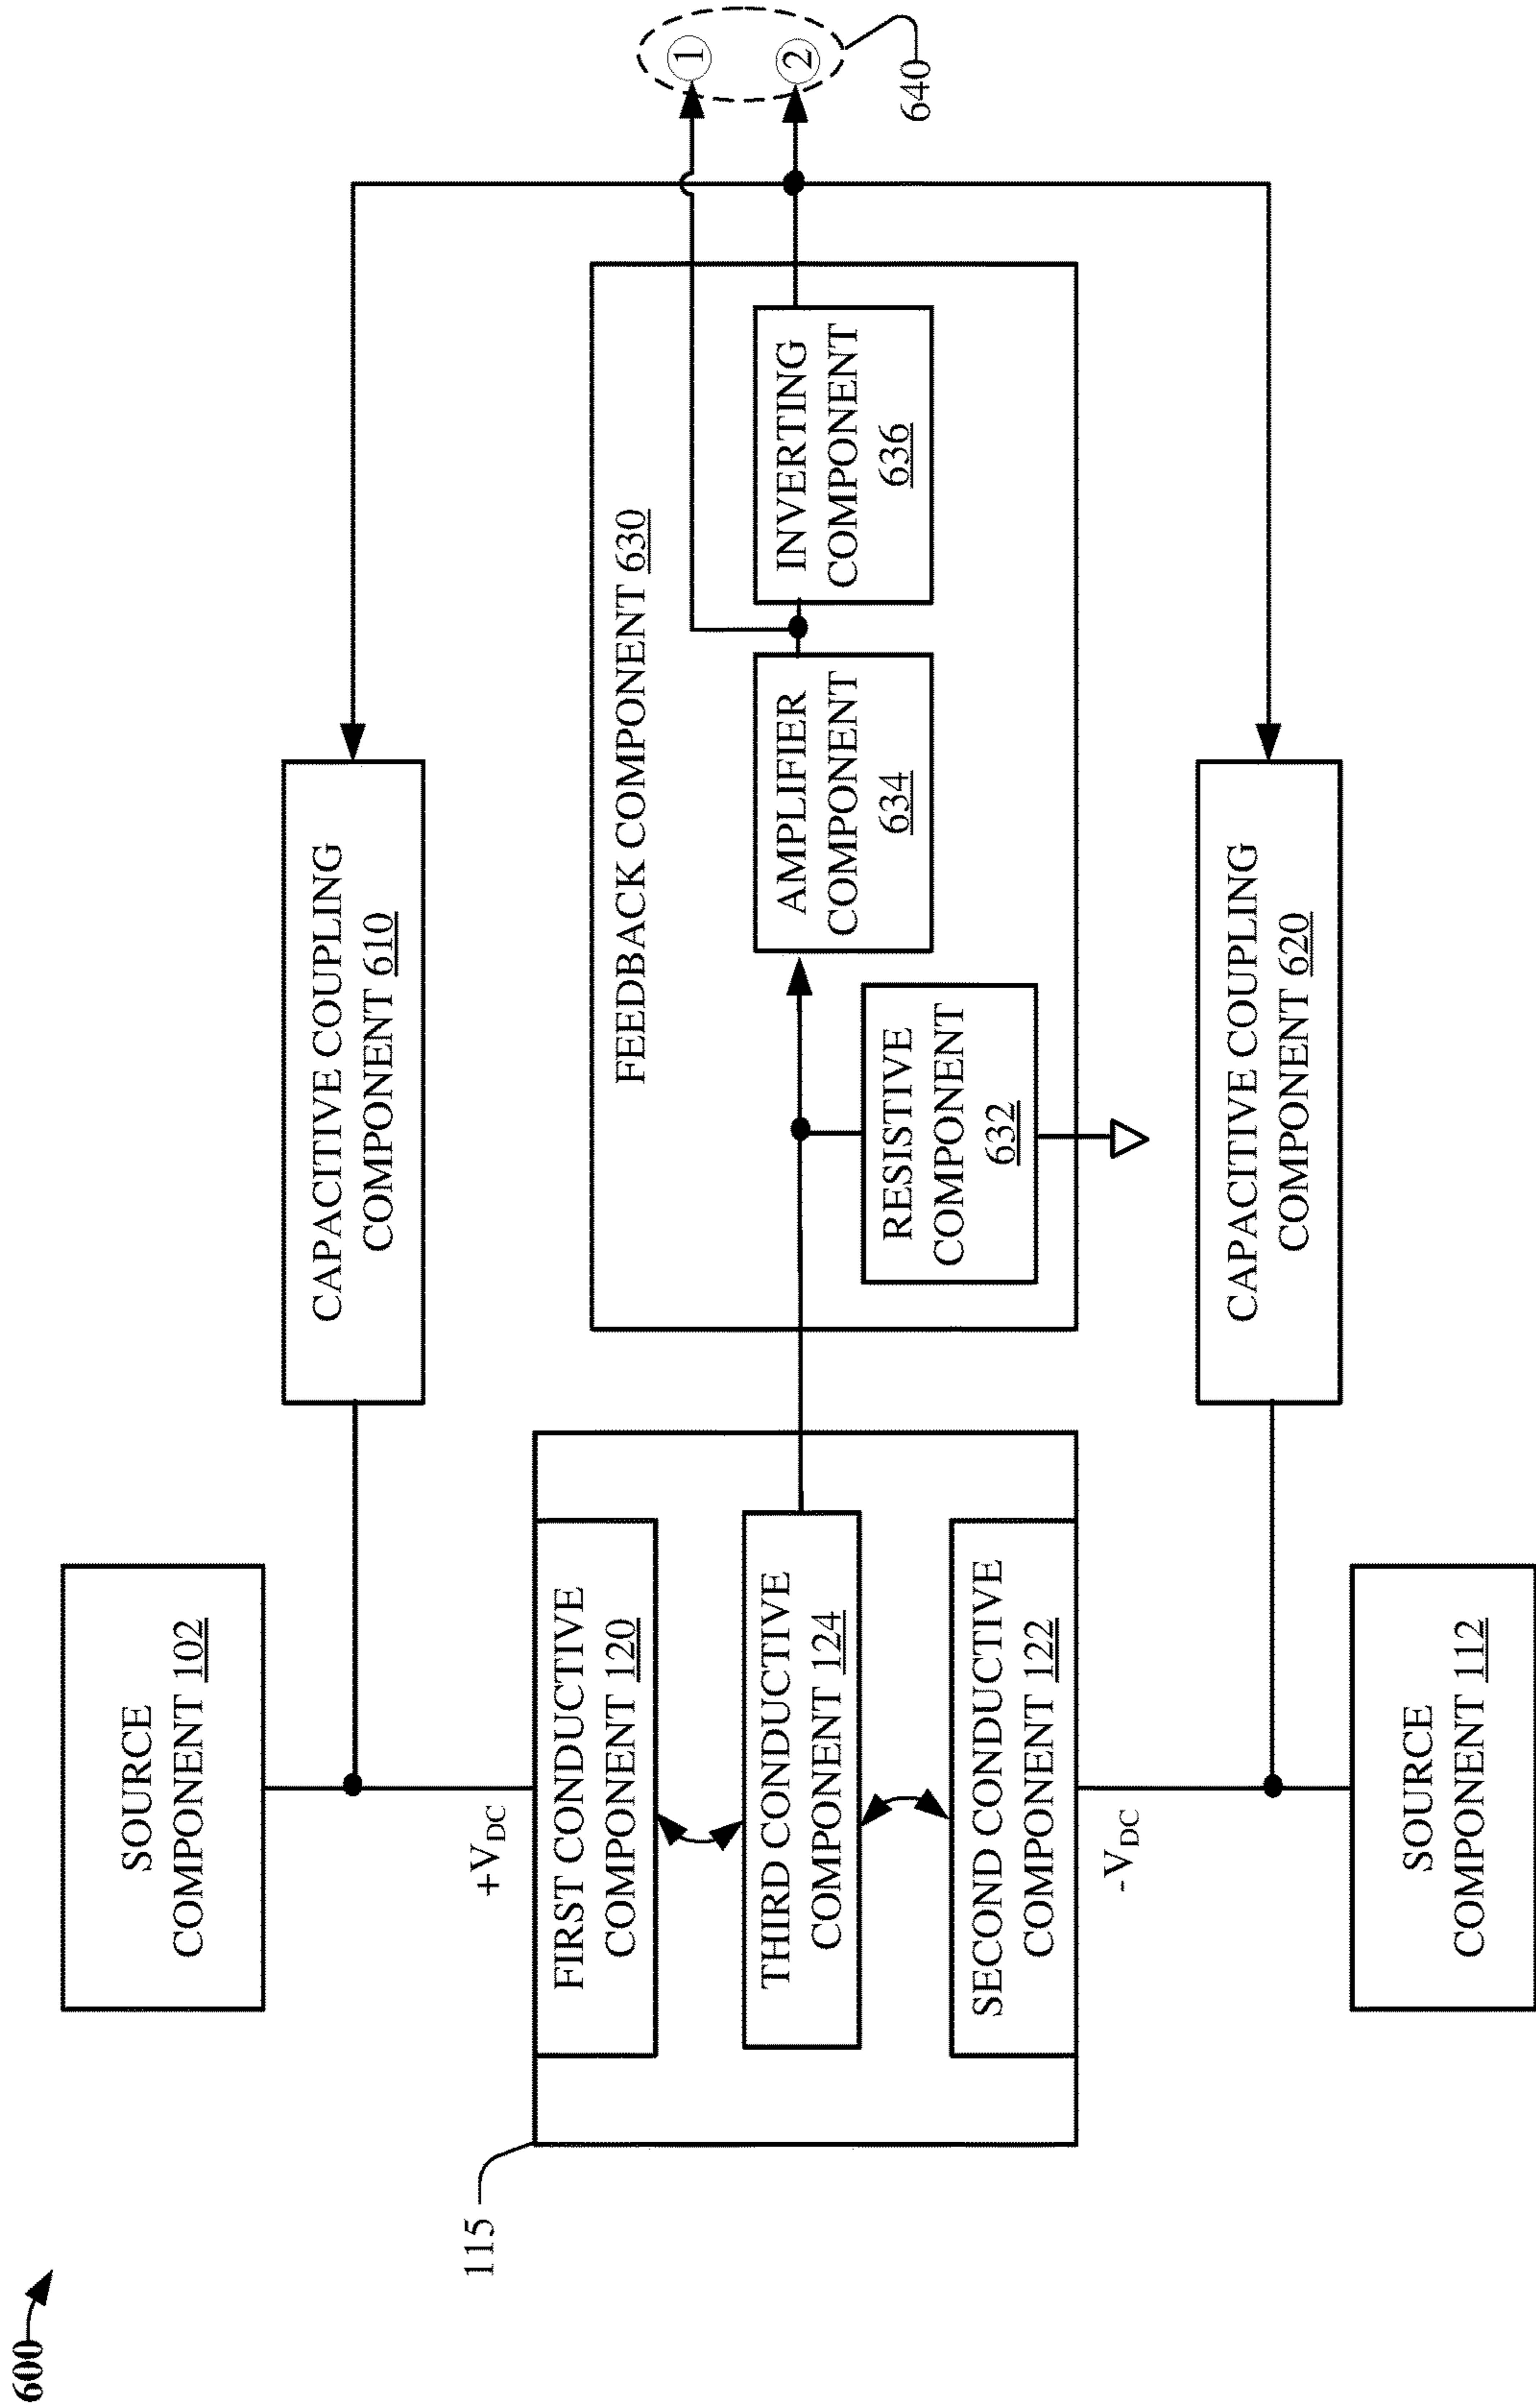 600
SOURCE
COMPONENT 102
+V_DC
115
FIRST CONDUCTIVE
COMPONENT 120
THIRD CONDUCTIVE
COMPONENT 124
SECOND CONDUCTIVE
COMPONENT 122
-V_DC
SOURCE
COMPONENT 112
CAPACITIVE COUPLING
COMPONENT 610
FEEDBACK COMPONENT 630
RESISTIVE
COMPONENT
632
AMPLIFIER
COMPONENT
634
INVERTING
COMPONENT
636
CAPACITIVE COUPLING
COMPONENT 620
1
2
640